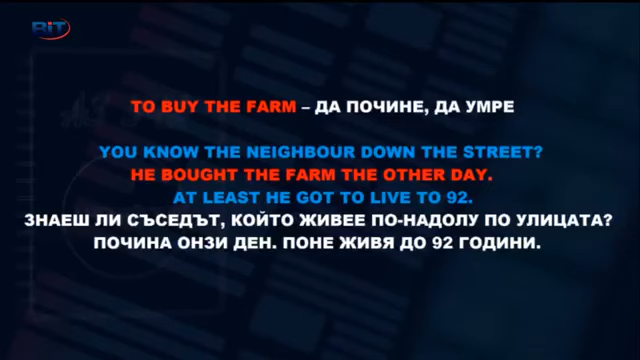 BiT
TO BUY THE FARM – ДА ПОЧИНЕ, ДА УМРЕ
YOU KNOW THE NEIGHBOUR DOWN THE STREET?
HE BOUGHT THE FARM THE OTHER DAY.
AT LEAST HE GOT TO LIVE TO 92.
ЗНАЕШ ЛИ СЪСЕДЪТ, КОЙТО ЖИВЕЕ ПО-НАДОЛУ ПО УЛИЦАТА?
ПОЧИНА ОНЗИ ДЕН. ПОНЕ ЖИВЯ ДО 92 ГОДИНИ.